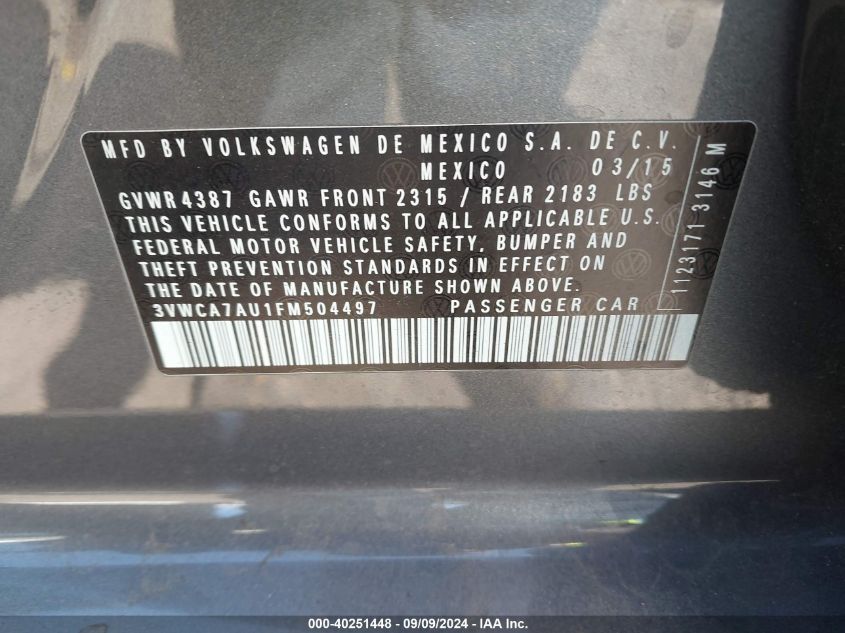 MFD BY VOLKSWAGEN DE MEXICO S.A. DE C.V.
MEXICO 03/15
GVWR 4387 GAWR FRONT 2315 / REAR 2183 LBS
THIS VEHICLE CONFORMS TO ALL APPLICABLE U.S.
FEDERAL MOTOR VEHICLE SAFETY, BUMPER AND
THEFT PREVENTION STANDARDS IN EFFECT ON
THE DATE OF MANUFACTURE SHOWN ABOVE.
3VWCA7AU1FM504497 PASSENGER CAR
1123171 3146 M
000-40251448 - 09/09/2024 - IAA Inc.